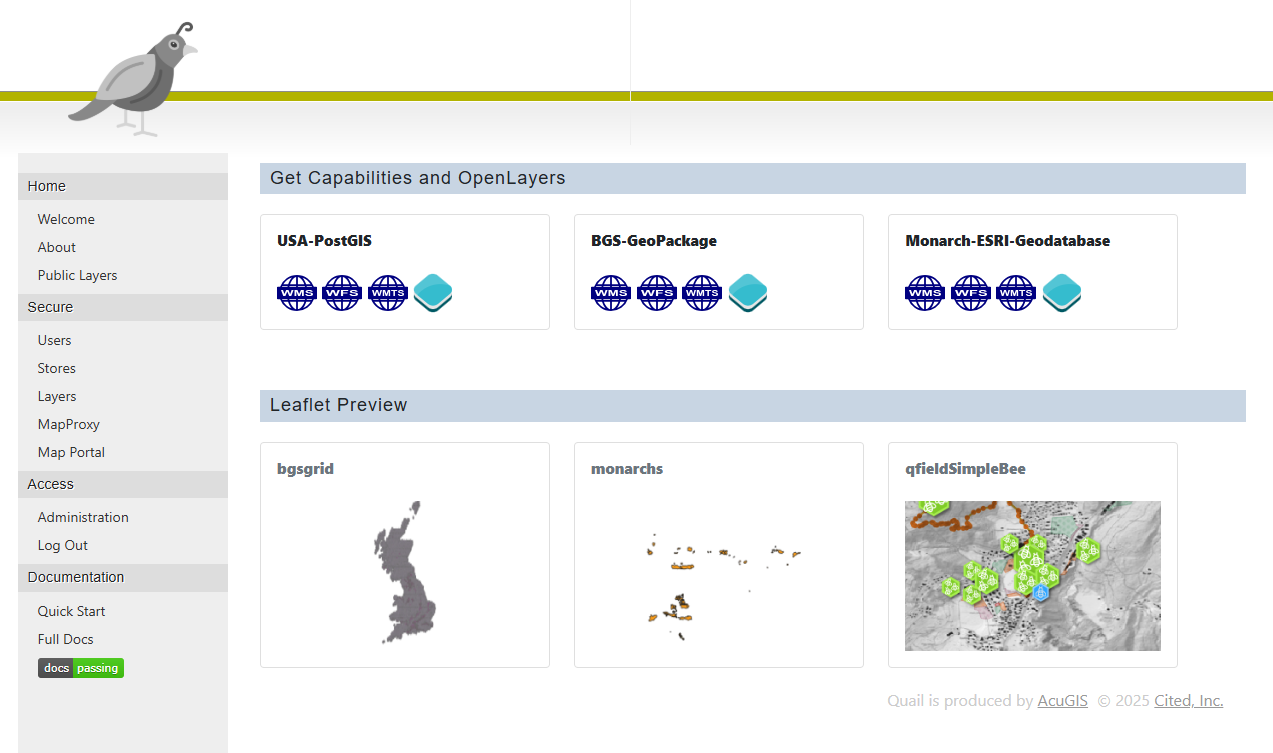 Home
Welcome
About
Public Layers
Secure
Users
Stores
Layers
MapProxy
Map Portal
Access
Administration
Log Out
Documentation
Quick Start
Full Docs
docs passing
Get Capabilities and OpenLayers
USA-PostGIS
WMS WFS WMTS
BGS-GeoPackage
WMS WFS WMTS
Monarch-ESRI-Geodatabase
WMS WFS WMTS
Leaflet Preview
bgsgrid
monarchs
qfieldSimpleBee
Quail is produced by AcuGIS © 2025 Cited, Inc.